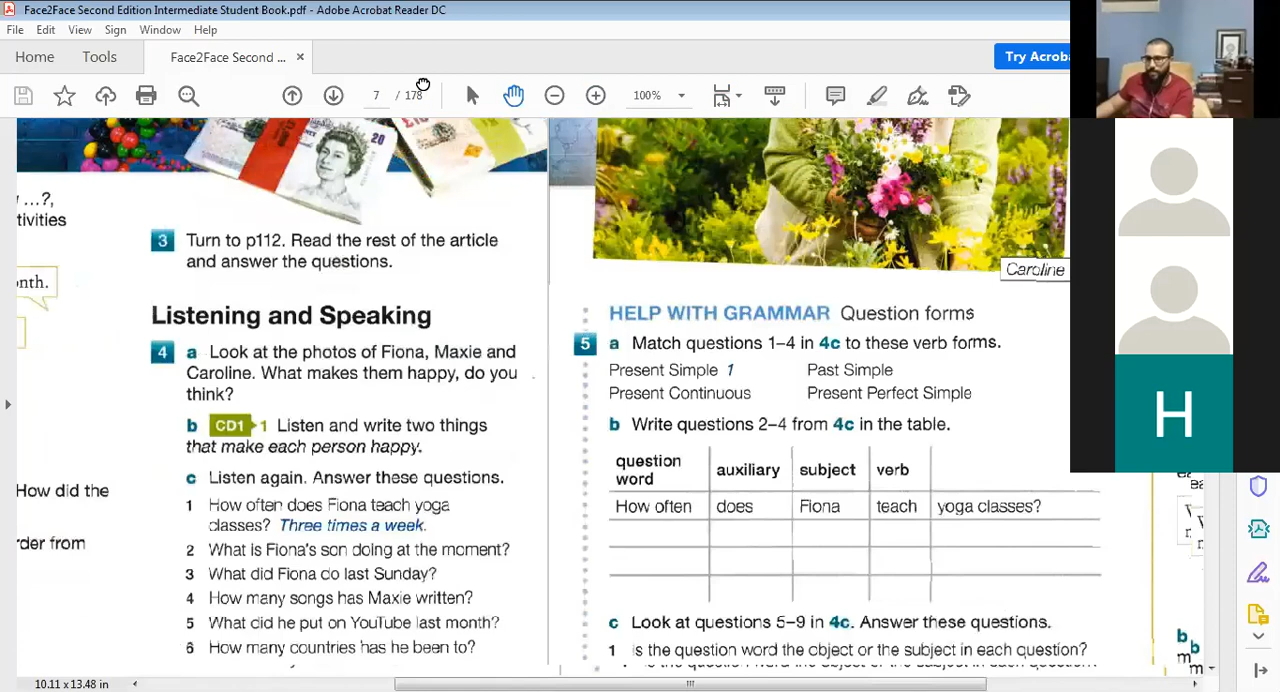 Face2Face Second Edition Intermediate Student Book.pdf - Adobe Acrobat Reader DC
File Edit View Sign Window Help
Home Tools Face2Face Second ... × Try Acroba
7 / 178 100%
20
w ...?,
tivities
onth.
3 Turn to p112. Read the rest of the article
and answer the questions.
Listening and Speaking
4 a Look at the photos of Fiona, Maxie and
Caroline. What makes them happy, do you
think?
b CD1 1 Listen and write two things
that make each person happy.
c Listen again. Answer these questions.
1 How often does Fiona teach yoga
classes? Three times a week.
2 What is Fiona's son doing at the moment?
3 What did Fiona do last Sunday?
4 How many songs has Maxie written?
5 What did he put on YouTube last month?
6 How many countries has he been to?
How did the
rder from
Caroline
HELP WITH GRAMMAR Question forms
5 a Match questions 1–4 in 4c to these verb forms.
Present Simple 1 Past Simple
Present Continuous Present Perfect Simple
b Write questions 2–4 from 4c in the table.
question word auxiliary subject verb
How often does Fiona teach yoga classes?
c Look at questions 5–9 in 4c. Answer these questions.
1 Is the question word the object or the subject in each question?
H
b
b
m
m
10.11 x 13.48 in